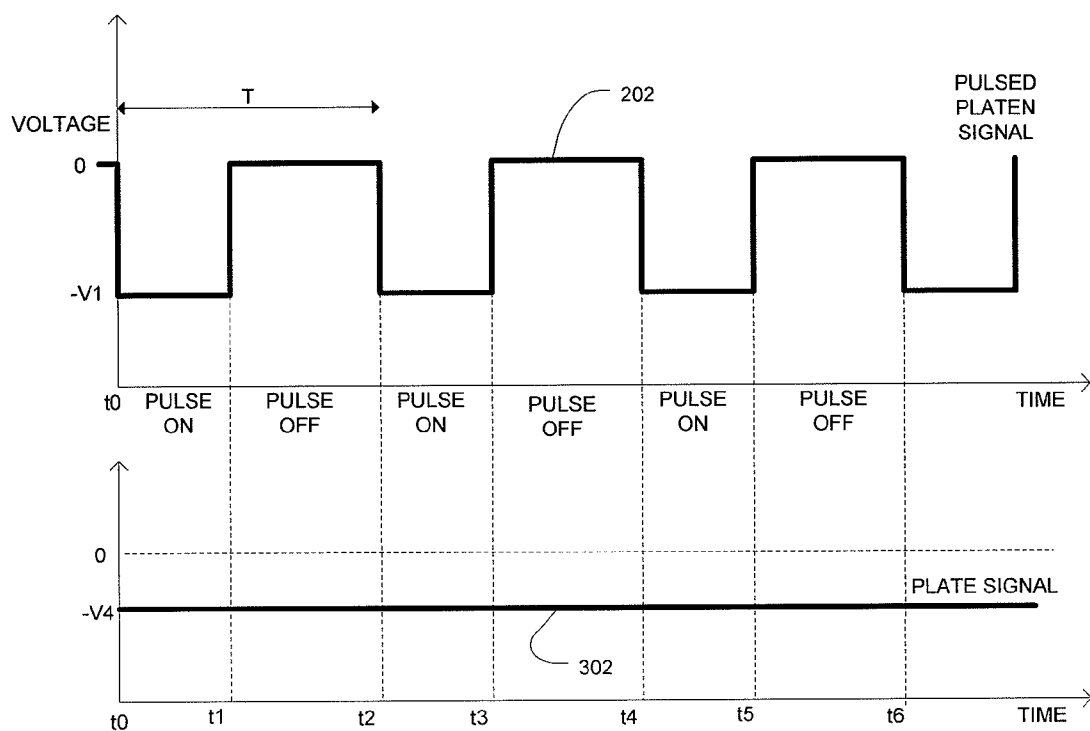 T
202
PULSED
PLATEN
SIGNAL
VOLTAGE
0
-V1
t0
PULSE
ON
PULSE
OFF
PULSE
ON
PULSE
OFF
PULSE
ON
PULSE
OFF
TIME
0
PLATE SIGNAL
-V4
302
t0
t1
t2
t3
t4
t5
t6
TIME